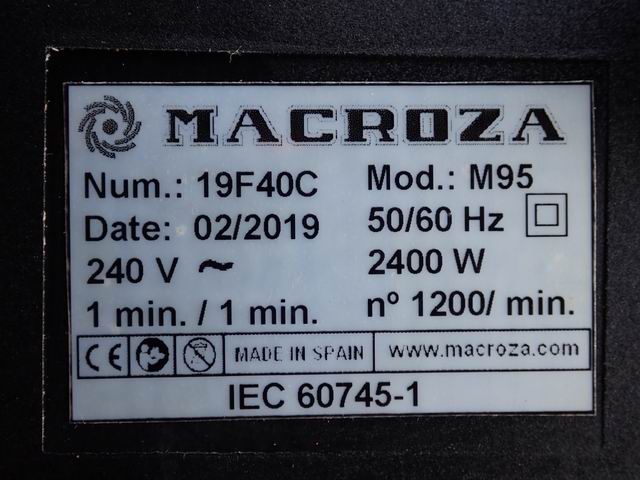 MACROZA
Num.: 19F40C Mod.: M95
Date: 02/2019 50/60 Hz
240 V ~ 2400 W
1 min. / 1 min. nº 1200/ min.
CE MADE IN SPAIN www.macroza.com
IEC 60745-1